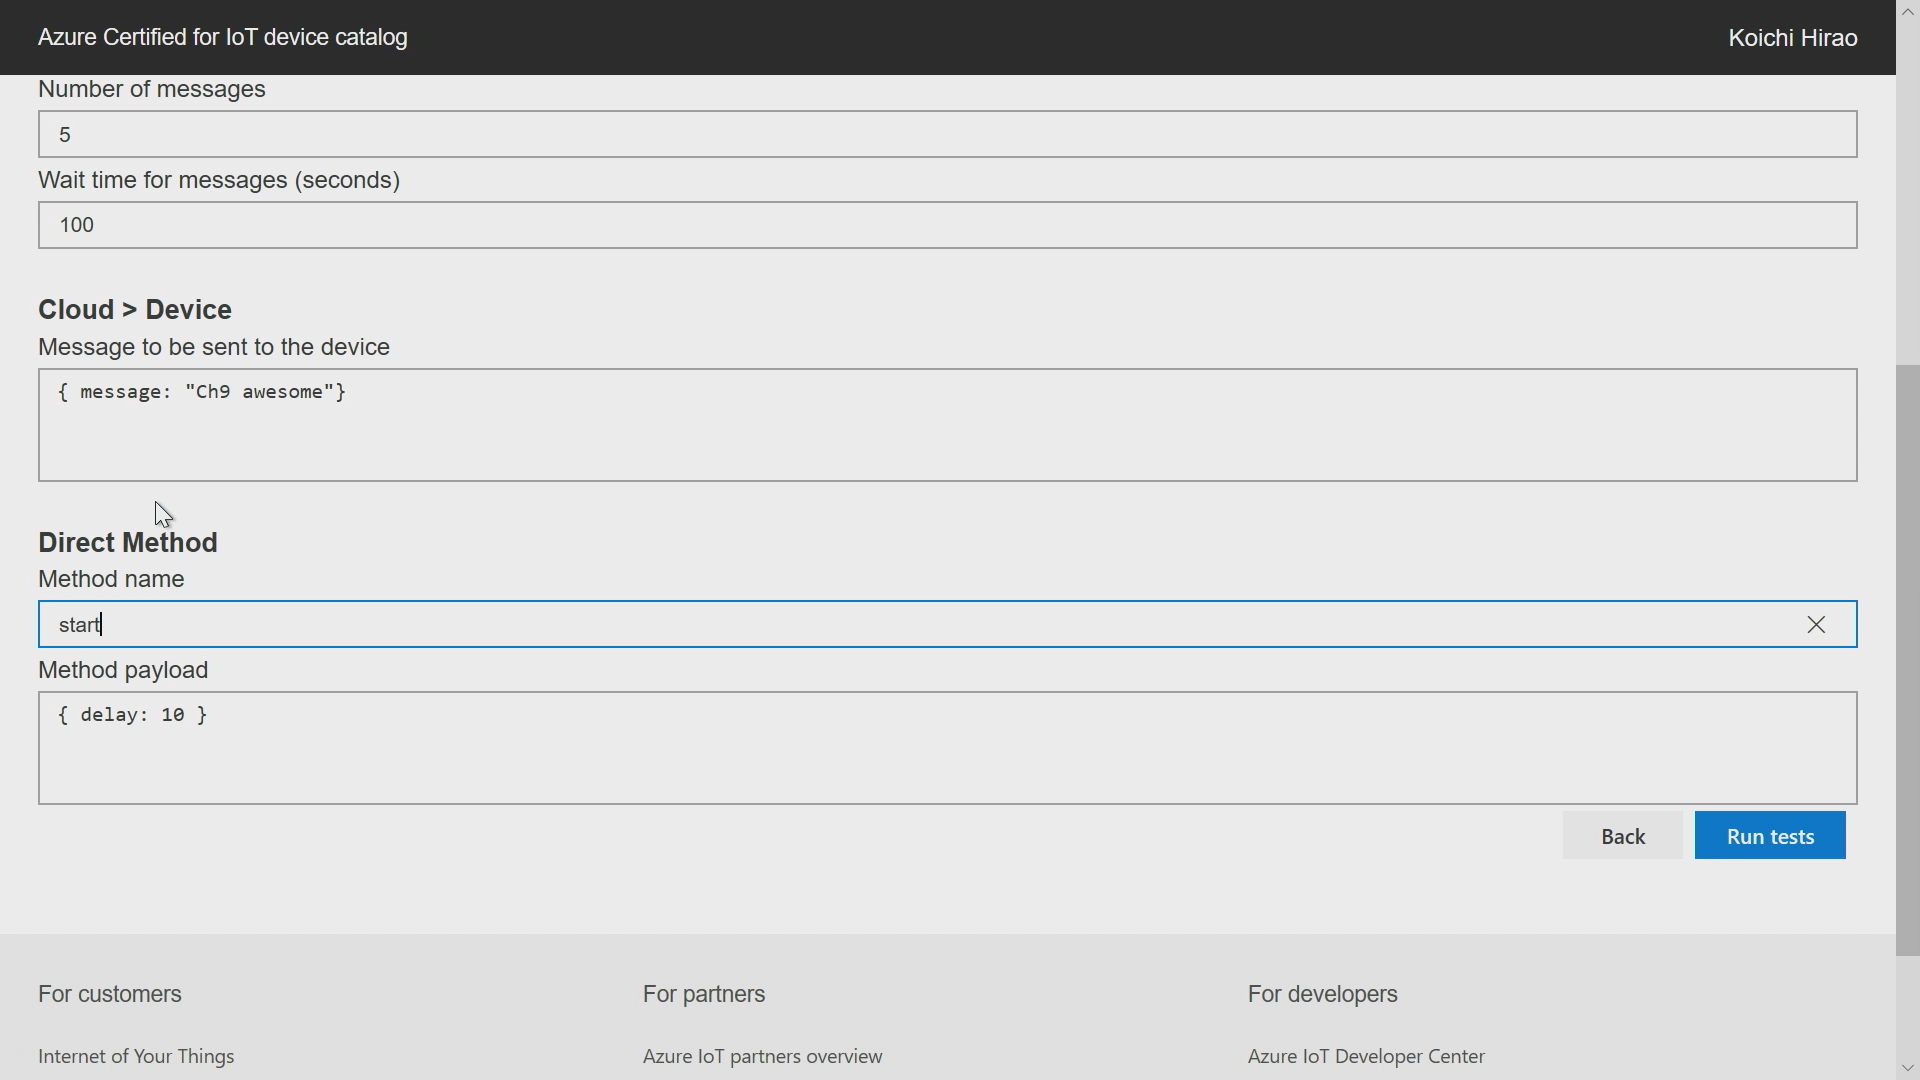 Azure Certified for IoT device catalog
Koichi Hirao
Number of messages
5
Wait time for messages (seconds)
100
Cloud > Device
Message to be sent to the device
{ message: "Ch9 awesome"}
Direct Method
Method name
start
Method payload
{ delay: 10 }
Back
Run tests
For customers
For partners
For developers
Internet of Your Things
Azure IoT partners overview
Azure IoT Developer Center